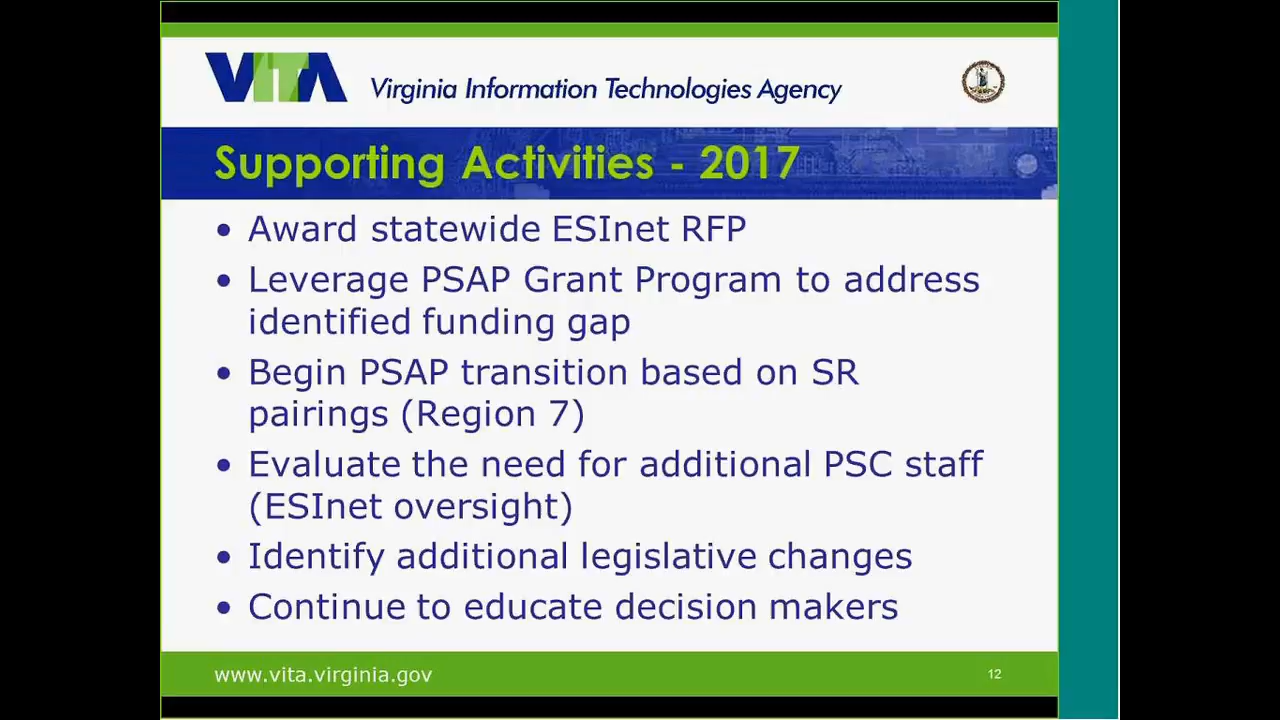 VITA
Virginia Information Technologies Agency
Supporting Activities - 2017
• Award statewide ESInet RFP
• Leverage PSAP Grant Program to address
identified funding gap
• Begin PSAP transition based on SR
pairings (Region 7)
• Evaluate the need for additional PSC staff
(ESInet oversight)
• Identify additional legislative changes
• Continue to educate decision makers
www.vita.virginia.gov
12